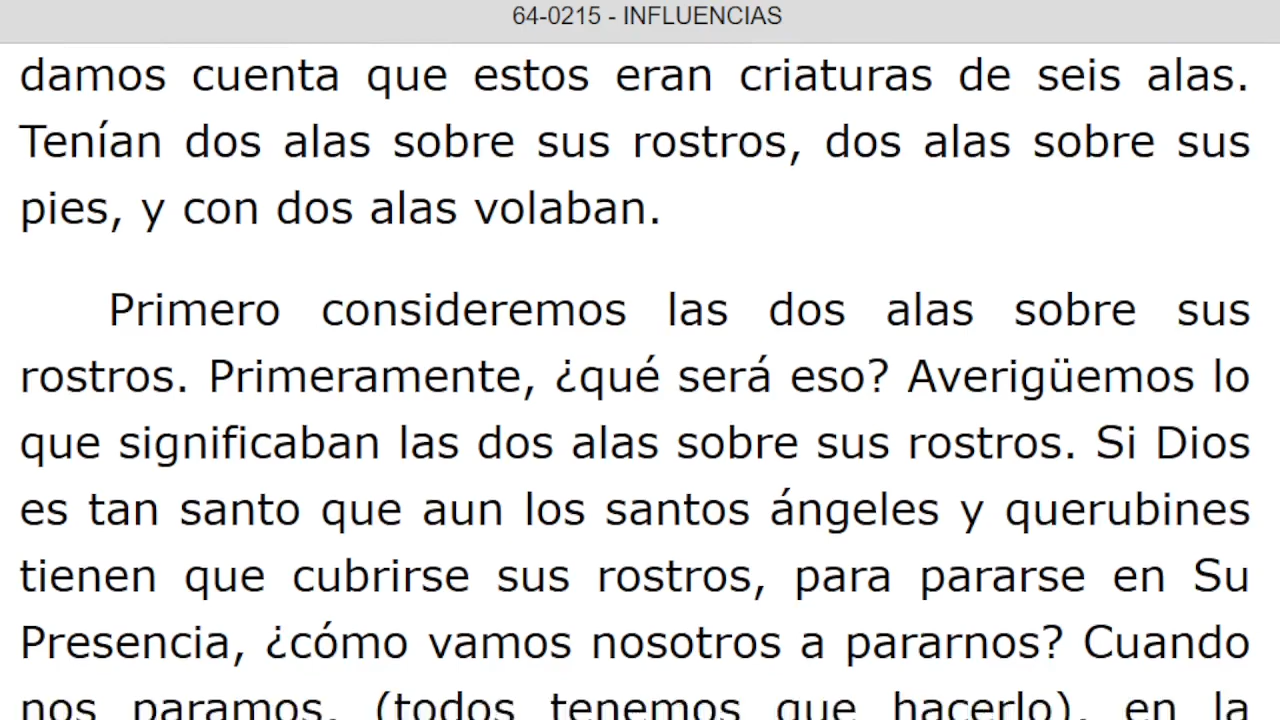 64-0215 - INFLUENCIAS
damos cuenta que estos eran criaturas de seis alas.
Tenían dos alas sobre sus rostros, dos alas sobre sus
pies, y con dos alas volaban.
Primero consideremos las dos alas sobre sus
rostros. Primeramente, ¿qué será eso? Averigüemos lo
que significaban las dos alas sobre sus rostros. Si Dios
es tan santo que aun los santos ángeles y querubines
tienen que cubrirse sus rostros, para pararse en Su
Presencia, ¿cómo vamos nosotros a pararnos? Cuando
nos paramos, (todos tenemos que hacerlo), en la